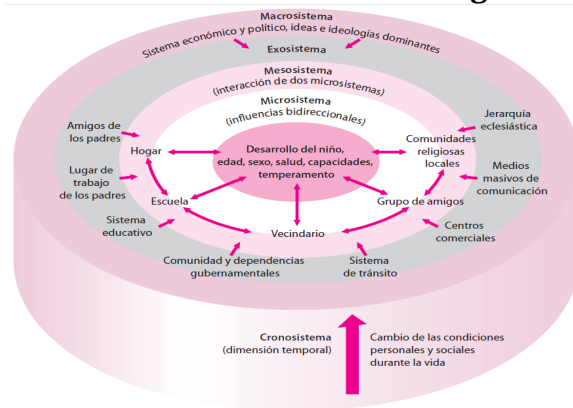 Macrosistema
Sistema económico y político, ideas e ideologías dominantes
Exosistema
Mesosistema
(interacción de dos microsistemas)
Microsistema
(influencias bidireccionales)
Amigos de
los padres
Hogar
Desarrollo del niño,
edad, sexo, salud, capacidades,
temperamento
Comunidades
religiosas
locales
Jerarquía
eclesiástica
Lugar de
trabajo
de los padres
Medios
masivos de
comunicación
Escuela
Grupo de amigos
Sistema
educativo
Vecindario
Centros
comerciales
Comunidad y dependencias
gubernamentales
Sistema
de tránsito
Cronosistema
(dimensión temporal)
Cambio de las condiciones
personales y sociales
durante la vida